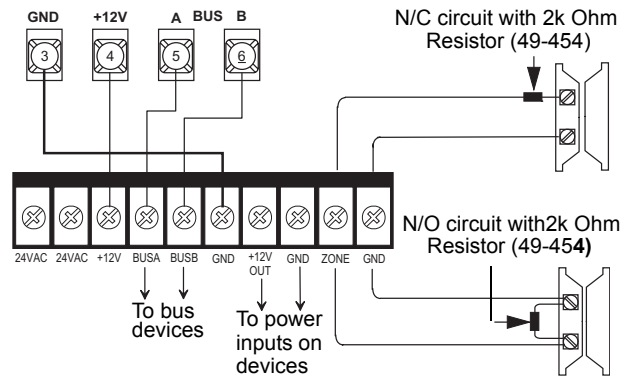 GND +12V A BUS B
3 4 5 6
N/C circuit with 2k Ohm
Resistor (49-454)
24VAC 24VAC +12V BUSA BUSB GND +12V OUT GND ZONE GND
To bus
devices
To power
inputs on
devices
N/O circuit with2k Ohm
Resistor (49-454)